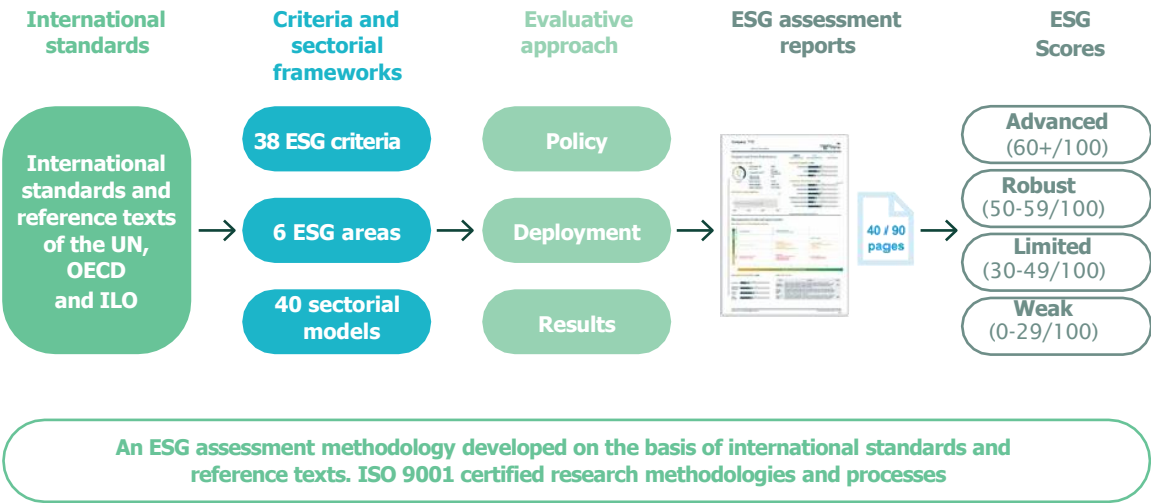 International
standards
Criteria and
sectorial
frameworks
Evaluative
approach
ESG assessment
reports
ESG
Scores
International
standards and
reference texts
of the UN,
OECD
and ILO
38 ESG criteria
6 ESG areas
40 sectorial
models
Policy
Deployment
Results
40 / 90
pages
Advanced
(60+/100)
Robust
(50-59/100)
Limited
(30-49/100)
Weak
(0-29/100)
An ESG assessment methodology developed on the basis of international standards and
reference texts. ISO 9001 certified research methodologies and processes